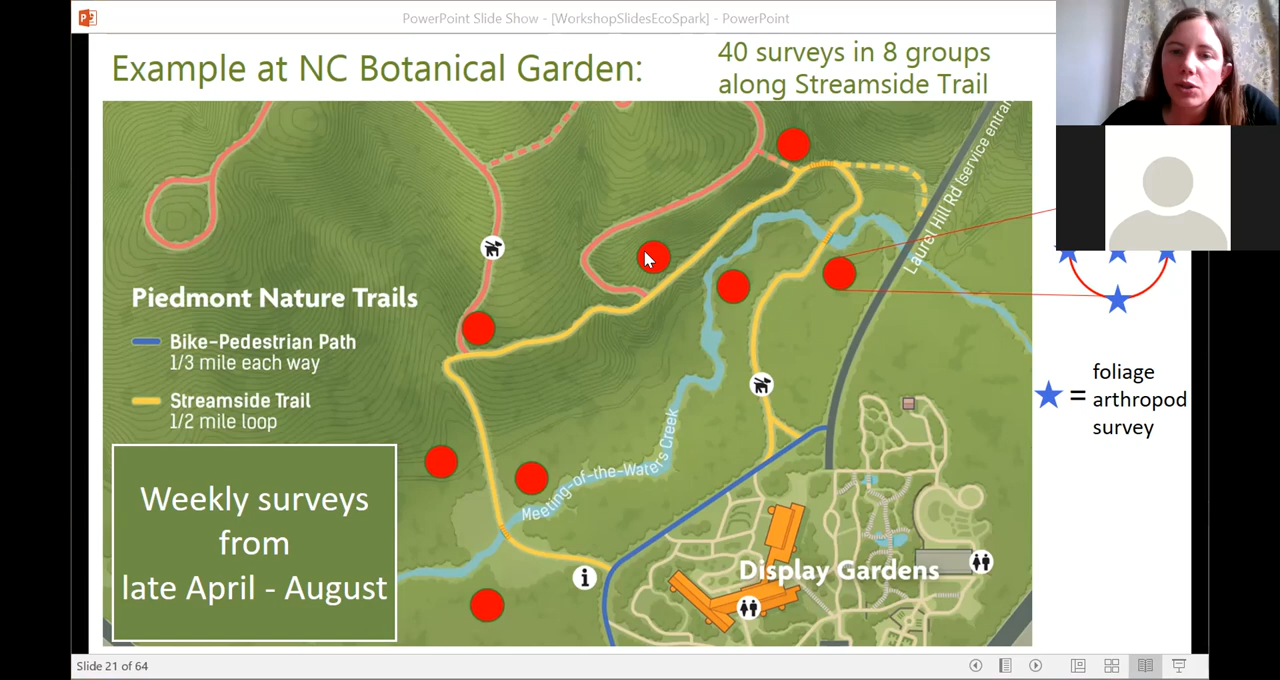 PowerPoint Slide Show - [WorkshopSlidesEcoSpark] - PowerPoint
Example at NC Botanical Garden:
40 surveys in 8 groups
along Streamside Trail
Laurel Hill Rd (service entran
Piedmont Nature Trails
Bike-Pedestrian Path
1/3 mile each way
Streamside Trail
1/2 mile loop
Meeting-of-the-Waters Creek
= foliage
arthropod
survey
Weekly surveys
from
late April - August
i
Display Gardens
Slide 21 of 64